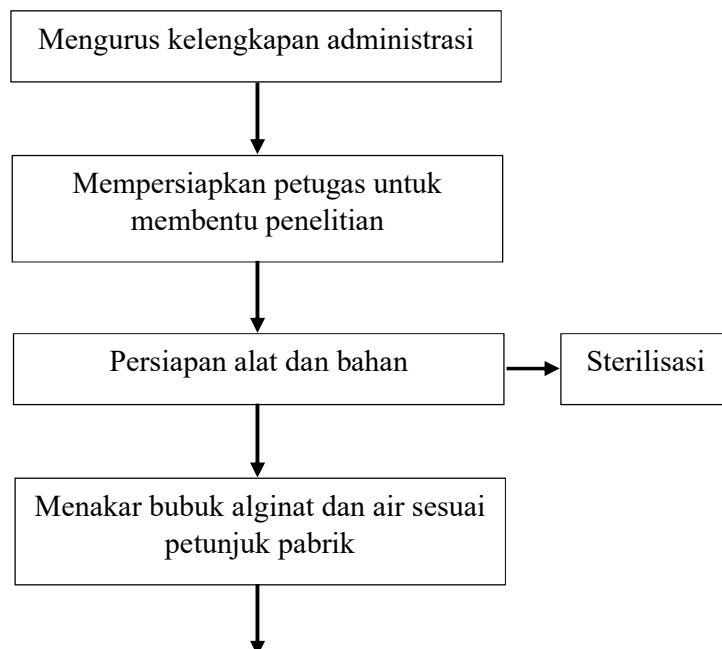 Mengurus kelengkapan administrasi
Mempersiapkan petugas untuk
membentu penelitian
Persiapan alat dan bahan
Sterilisasi
Menakar bubuk alginat dan air sesuai
petunjuk pabrik